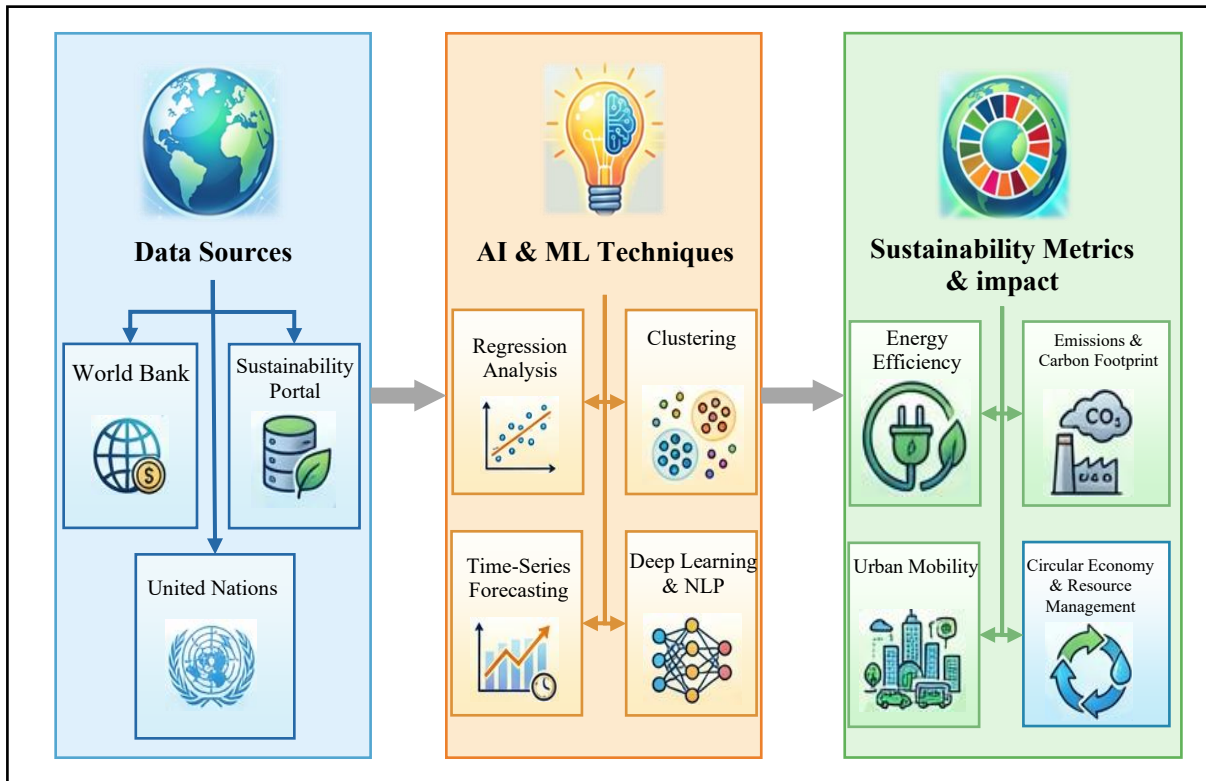 Data Sources
World Bank
$
Sustainability
Portal
United Nations
AI & ML Techniques
Regression
Analysis
Clustering
Time-Series
Forecasting
Deep Learning
& NLP
Sustainability Metrics
& impact
Energy
Efficiency
Emissions &
Carbon Footprint
Urban Mobility
Circular Economy
& Resource
Management